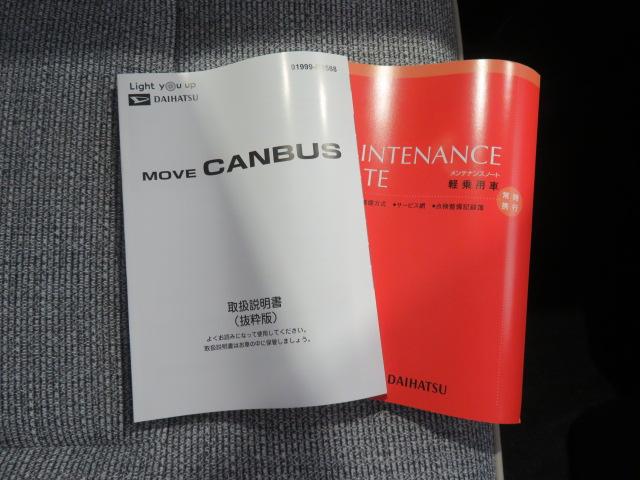 Light you up
DAIHATSU
MOVE CANBUS
取扱説明書
（抜粋版）
よくお読みになって使用してください。
取扱説明書はお車の中に保管しましょう。
INTENANCE
TE
メンテナンスノート
軽乗用車
●サービス網 ●点検整備記録簿
DAIHATSU